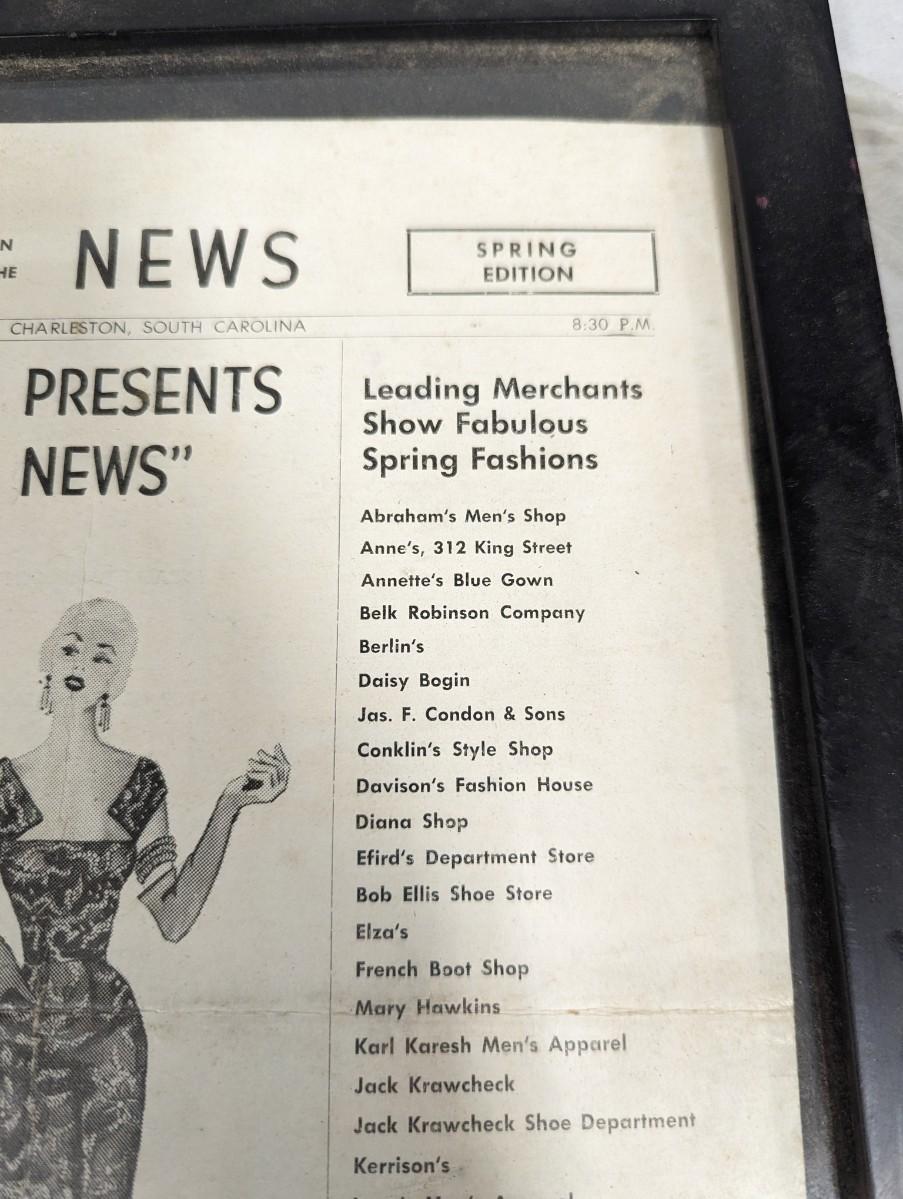 N
HE
NEWS
SPRING
EDITION
CHARLESTON, SOUTH CAROLINA
8:30 P.M.
PRESENTS
NEWS”
Leading Merchants
Show Fabulous
Spring Fashions
Abraham's Men's Shop
Anne's, 312 King Street
Annette's Blue Gown
Belk Robinson Company
Berlin's
Daisy Bogin
Jas. F. Condon & Sons
Conklin's Style Shop
Davison's Fashion House
Diana Shop
Efird's Department Store
Bob Ellis Shoe Store
Elza's
French Boot Shop
Mary Hawkins
Karl Karesh Men's Apparel
Jack Krawcheck
Jack Krawcheck Shoe Department
Kerrison's